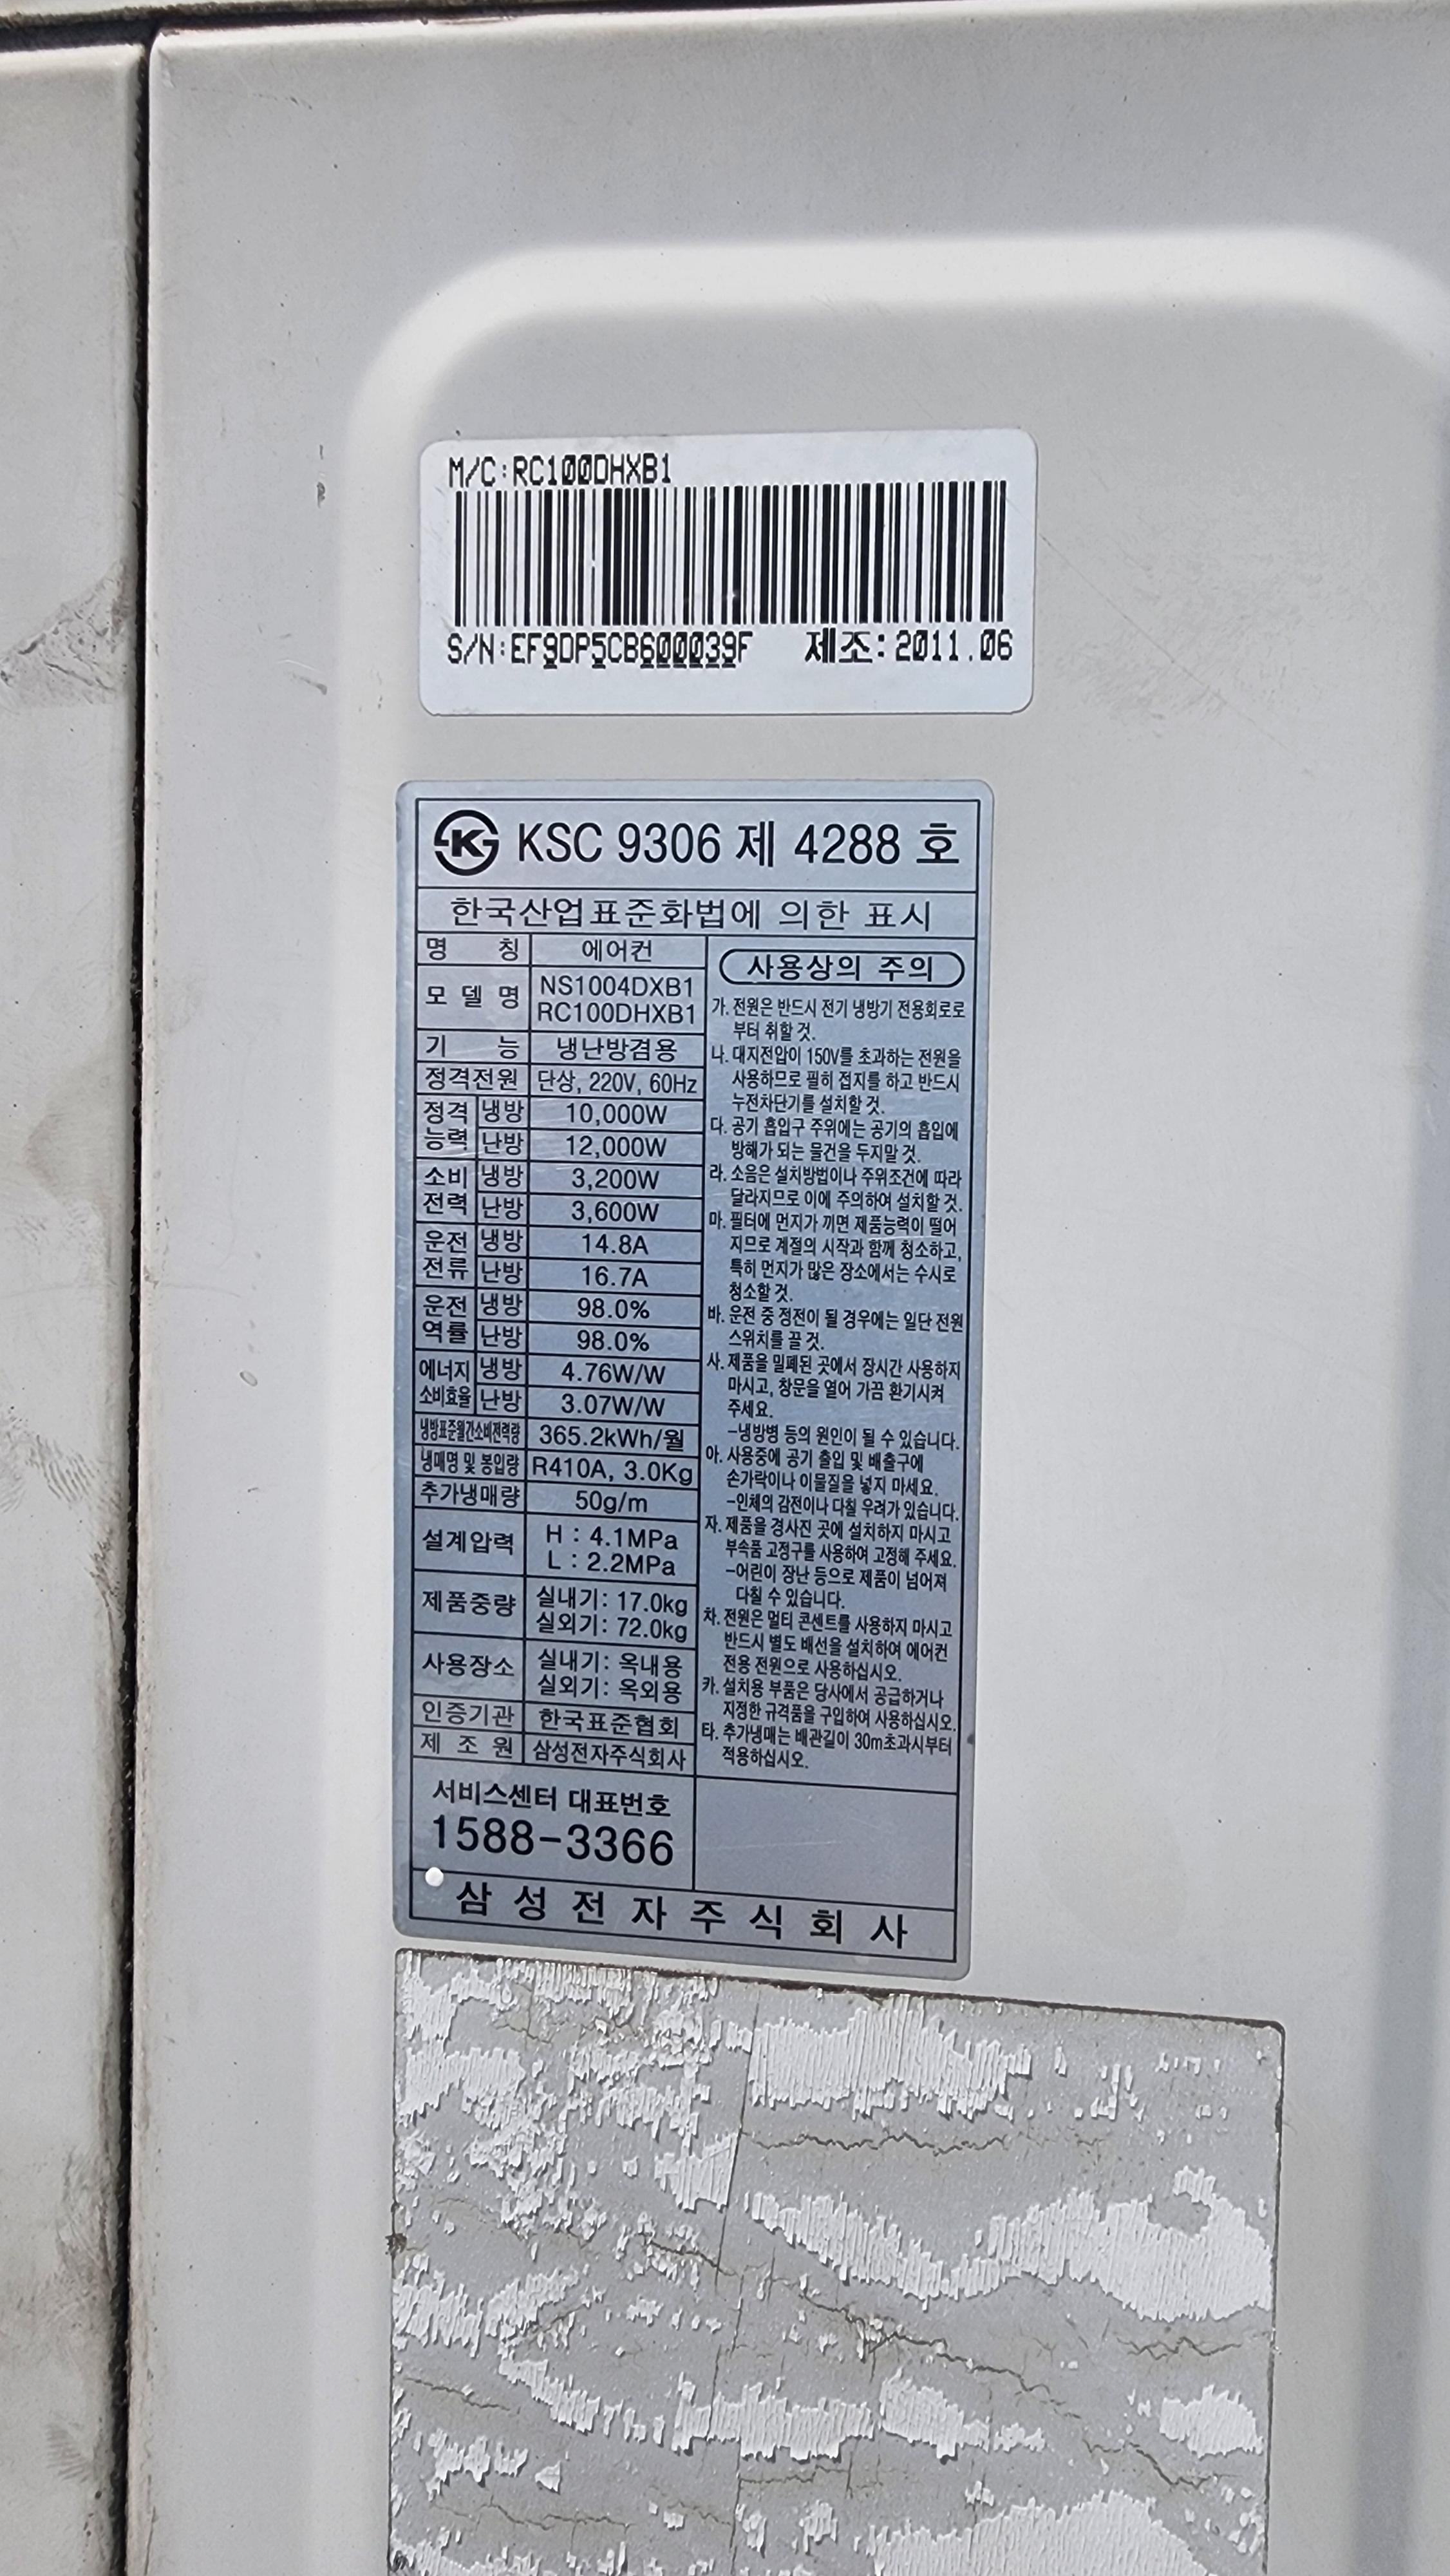 M/C:RC100DHXB1
S/N:EF9DP5CB600039F 제조:2011.06
KSC 9306 제 4288 호
한국산업표준화법에 의한 표시
명 칭 에어컨
모 델 명 NS1004DXB1
RC100DHXB1
기 능 냉난방겸용
정격전원 단상, 220V, 60Hz
정격능력 냉방 10,000W
난방 12,000W
소비전력 냉방 3,200W
난방 3,600W
운전전류 냉방 14.8A
난방 16.7A
운전역률 냉방 98.0%
난방 98.0%
에너지소비효율 냉방 4.76W/W
난방 3.07W/W
냉방표준월간소비전력량 365.2kWh/월
냉매명 및 봉입량 R410A, 3.0Kg
추가냉매량 50g/m
설계압력 H : 4.1MPa
L : 2.2MPa
제품중량 실내기: 17.0kg
실외기: 72.0kg
사용장소 실내기: 옥내용
실외기: 옥외용
인증기관 한국표준협회
제 조 원 삼성전자주식회사
사용상의 주의
가. 전원은 반드시 전기 냉방기 전용회로로
부터 취할 것.
나. 대지전압이 150V를 초과하는 전원을
사용하므로 필히 접지를 하고 반드시
누전차단기를 설치할 것.
다. 공기 흡입구 주위에는 공기의 흡입에
방해가 되는 물건을 두지말 것.
라. 소음은 설치방법이나 주위조건에 따라
달라지므로 이에 주의하여 설치할 것.
마. 필터에 먼지가 끼면 제품능력이 떨어
지므로 계절의 시작과 함께 청소하고,
특히 먼지가 많은 장소에서는 수시로
청소할 것.
바. 운전 중 정전이 될 경우에는 일단 전원
스위치를 끌 것.
사. 제품을 밀폐된 곳에서 장시간 사용하지
마시고, 창문을 열어 가끔 환기시켜
주세요.
-냉방병 등의 원인이 될 수 있습니다.
아. 사용중에 공기 출입 및 배출구에
손가락이나 이물질을 넣지 마세요.
-인체의 감전이나 다칠 우려가 있습니다.
자. 제품을 경사진 곳에 설치하지 마시고
부속품 고정구를 사용하여 고정해 주세요.
-어린이 장난 등으로 제품이 넘어져
다칠 수 있습니다.
차. 전원은 멀티 콘센트를 사용하지 마시고
반드시 별도 배선을 설치하여 에어컨
전용 전원으로 사용하십시오.
카. 설치용 부품은 당사에서 공급하거나
지정한 규격품을 구입하여 사용하십시오.
타. 추가냉매는 배관길이 30m초과시부터
적용하십시오.
서비스센터 대표번호
1588-3366
삼 성 전 자 주 식 회 사